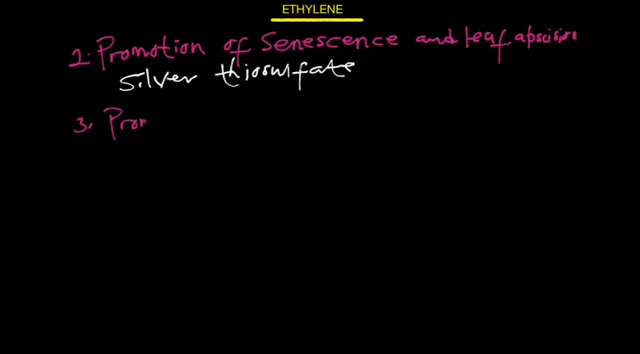 ETHYLENE
2. Promotion of Senescence and leaf abscision
Silver thiosulfate
3. Pror